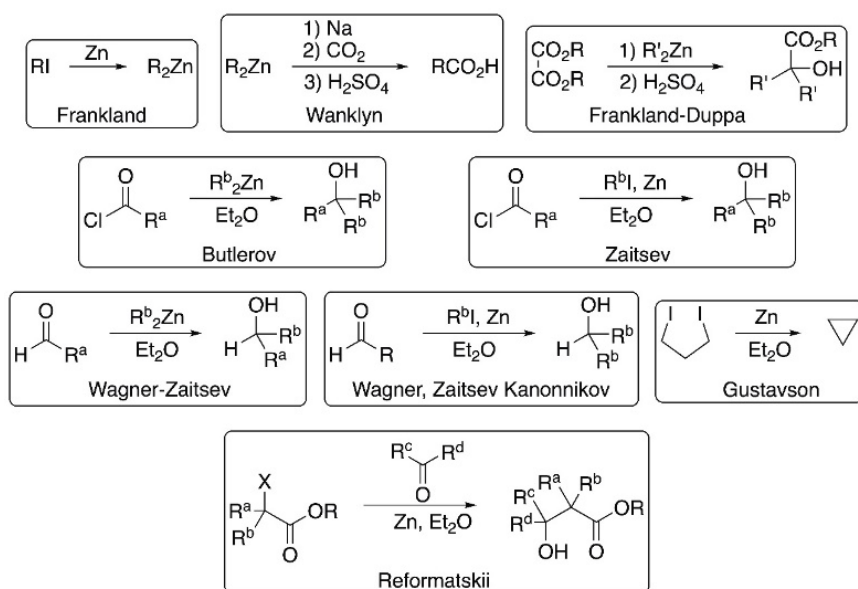 RI Zn R₂Zn
Frankland
R₂Zn 1) Na
2) CO₂
3) H₂SO₄ RCO₂H
Wanklyn
CO₂R
CO₂R 1) R'₂Zn
2) H₂SO₄ CO₂R
OH
R' R'
Frankland-Duppa
O
Cl Rᵃ Rᵇ₂Zn
Et₂O OH
Rᵃ Rᵇ
Rᵇ
Butlerov
O
Cl Rᵃ RᵇI, Zn
Et₂O OH
Rᵃ Rᵇ
Rᵇ
Zaitsev
O
H Rᵃ Rᵇ₂Zn
Et₂O OH
H Rᵇ
Rᵃ
Wagner-Zaitsev
O
H R RᵇI, Zn
Et₂O OH
H Rᵇ
Rᵇ
Wagner, Zaitsev Kanonnikov
I I Zn
Et₂O
Gustavson
X
Rᵃ OR
Rᵇ O
Rᶜ Rᵈ
O
Zn, Et₂O
Rᶜ Rᵃ Rᵇ
Rᵈ OR
OH O
Reformatskii